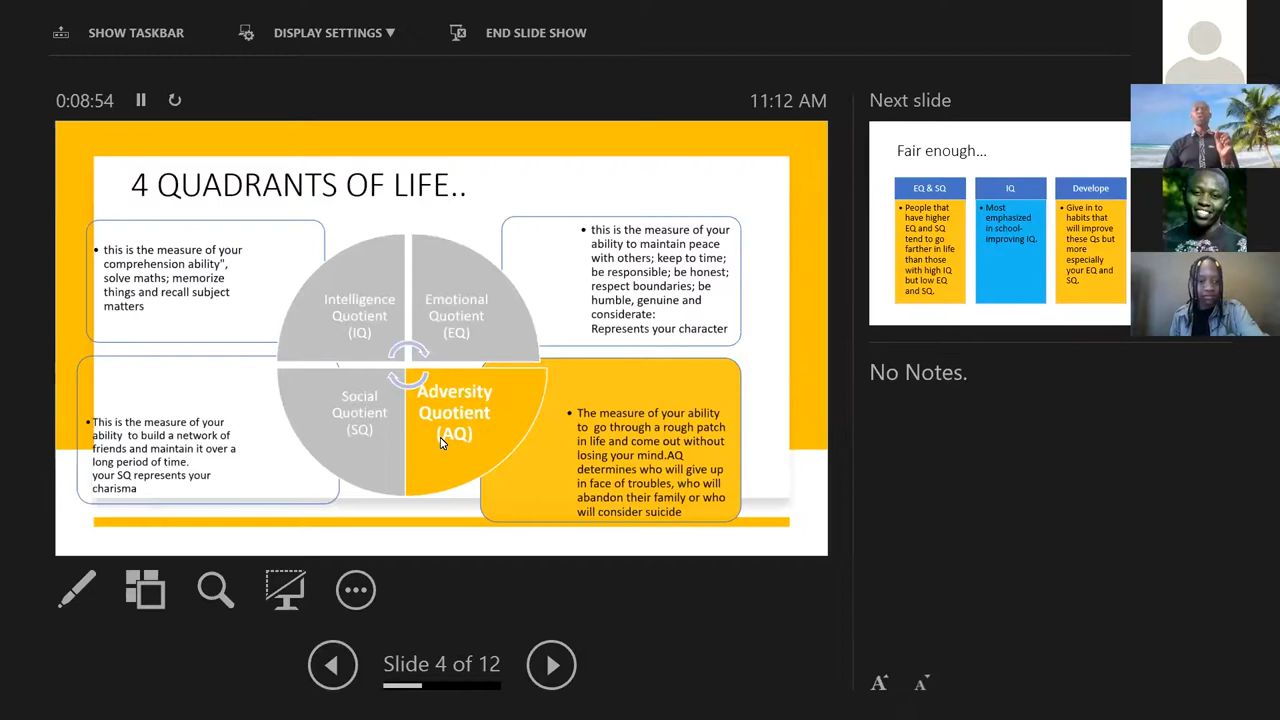 SHOW TASKBAR
DISPLAY SETTINGS ▼
END SLIDE SHOW
0:08:54
11:12 AM
4 QUADRANTS OF LIFE..
• this is the measure of your
comprehension ability",
solve maths; memorize
things and recall subject
matters
Intelligence
Quotient
(IQ)
Emotional
Quotient
(EQ)
• this is the measure of your
ability to maintain peace
with others; keep to time;
be responsible; be honest;
respect boundaries; be
humble, genuine and
considerate:
Represents your character
• This is the measure of your
ability to build a network of
friends and maintain it over a
long period of time.
your SQ represents your
charisma
Social
Quotient
(SQ)
Adversity
Quotient
(AQ)
• The measure of your ability
to go through a rough patch
in life and come out without
losing your mind.AQ
determines who will give up
in face of troubles, who will
abandon their family or who
will consider suicide
Slide 4 of 12
Next slide
Fair enough...
EQ & SQ
• People that
have higher
EQ and SQ
tend to go
farther in life
than those
with high IQ
but low EQ
and SQ.
IQ
• Most
emphasized
in school-
improving IQ.
Develope
• Give in to
habits that
will improve
these Qs but
more
especially
your EQ and
SQ.
No Notes.
A A